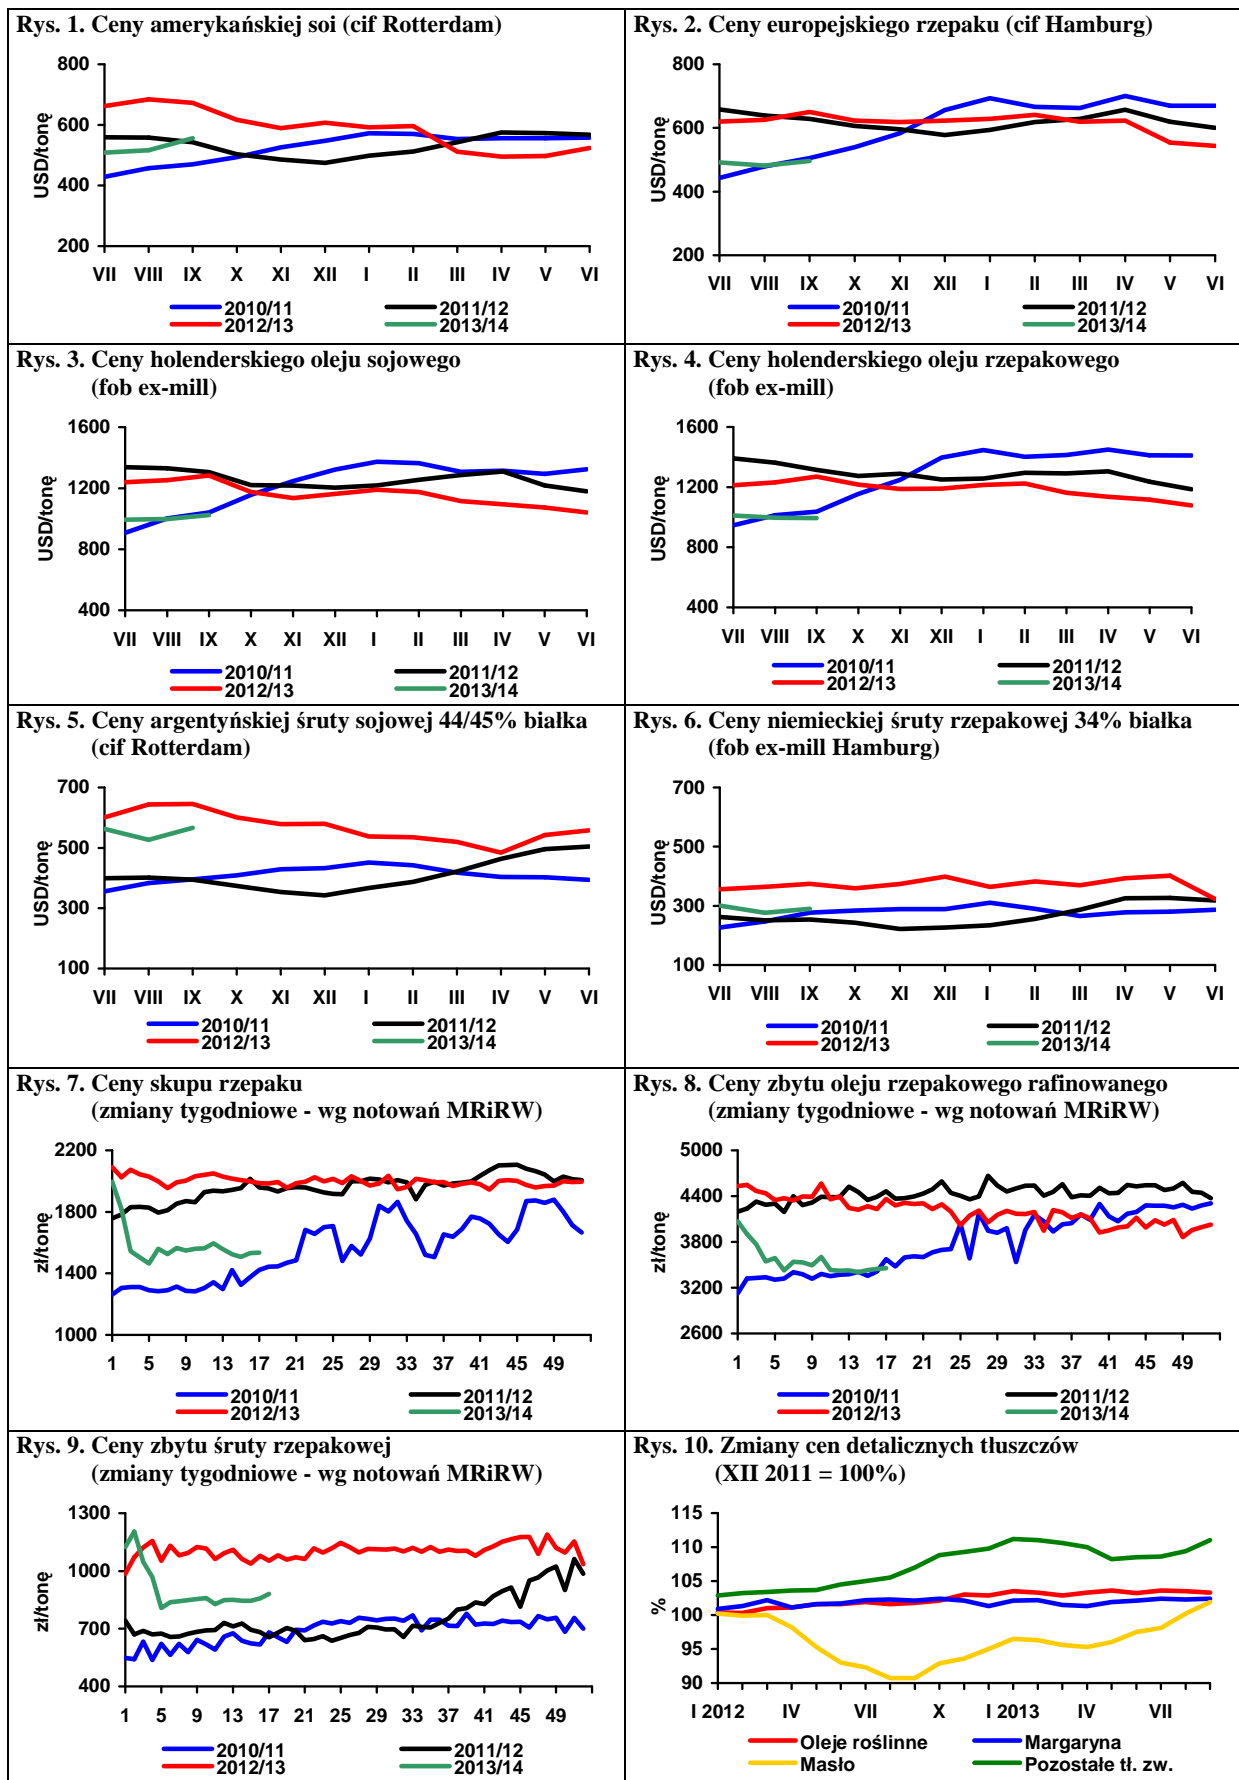 Rys. 1. Ceny amerykańskiej soi (cif Rotterdam)
USD/tonę
800
600
400
200
VII VIII IX X XI XII I II III IV V VI
2010/11 2011/12
2012/13 2013/14
Rys. 2. Ceny europejskiego rzepaku (cif Hamburg)
USD/tonę
800
600
400
200
VII VIII IX X XI XII I II III IV V VI
2010/11 2011/12
2012/13 2013/14
Rys. 3. Ceny holenderskiego oleju sojowego
(fob ex-mill)
USD/tonę
1600
1200
800
400
VII VIII IX X XI XII I II III IV V VI
2010/11 2011/12
2012/13 2013/14
Rys. 4. Ceny holenderskiego oleju rzepakowego
(fob ex-mill)
USD/tonę
1600
1200
800
400
VII VIII IX X XI XII I II III IV V VI
2010/11 2011/12
2012/13 2013/14
Rys. 5. Ceny argentyńskiej śruty sojowej 44/45% białka
(cif Rotterdam)
USD/tonę
700
500
300
100
VII VIII IX X XI XII I II III IV V VI
2010/11 2011/12
2012/13 2013/14
Rys. 6. Ceny niemieckiej śruty rzepakowej 34% białka
(fob ex-mill Hamburg)
USD/tonę
700
500
300
100
VII VIII IX X XI XII I II III IV V VI
2010/11 2011/12
2012/13 2013/14
Rys. 7. Ceny skupu rzepaku
(zmiany tygodniowe - wg notowań MRiRW)
zł/tonę
2200
1800
1400
1000
1 5 9 13 17 21 25 29 33 37 41 45 49
2010/11 2011/12
2012/13 2013/14
Rys. 8. Ceny zbytu oleju rzepakowego rafinowanego
(zmiany tygodniowe - wg notowań MRiRW)
zł/tonę
5000
4400
3800
3200
2600
1 5 9 13 17 21 25 29 33 37 41 45 49
2010/11 2011/12
2012/13 2013/14
Rys. 9. Ceny zbytu śruty rzepakowej
(zmiany tygodniowe - wg notowań MRiRW)
zł/tonę
1300
1000
700
400
1 5 9 13 17 21 25 29 33 37 41 45 49
2010/11 2011/12
2012/13 2013/14
Rys. 10. Zmiany cen detalicznych tłuszczów
(XII 2011 = 100%)
%
115
110
105
100
95
90
I 2012 IV VII X I 2013 IV VII
Oleje roślinne Margaryna
Masło Pozostałe tł. zw.